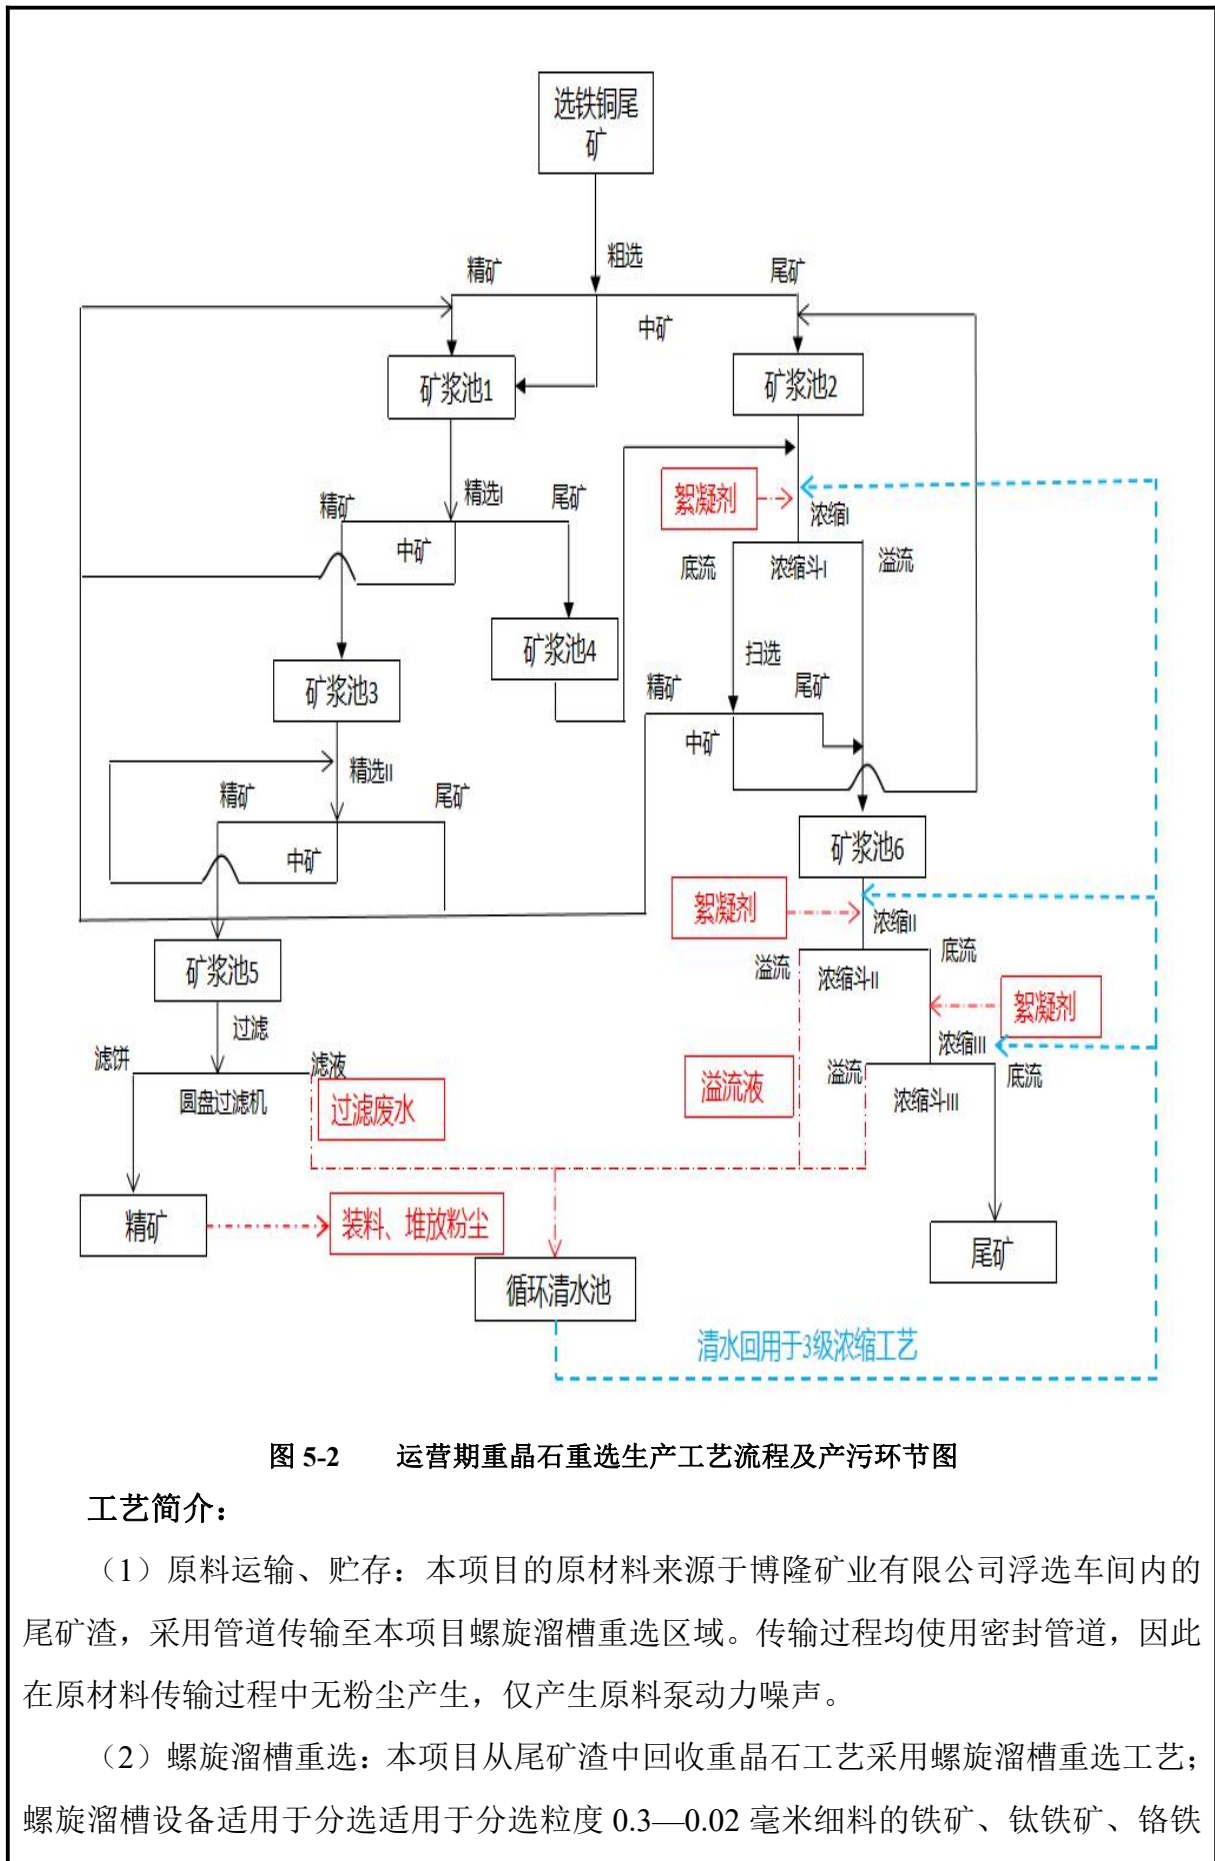 选铁铜尾
矿
粗选
精矿
尾矿
中矿
矿浆池1
矿浆池2
精选I
精矿
尾矿
中矿
絮凝剂
浓缩I
底流
浓缩斗I
溢流
矿浆池4
矿浆池3
扫选
精矿
尾矿
中矿
精选II
精矿
尾矿
中矿
矿浆池6
絮凝剂
浓缩II
溢流
浓缩斗II
底流
矿浆池5
过滤
絮凝剂
浓缩III
滤饼
滤液
圆盘过滤机
过滤废水
溢流液
溢流
浓缩斗III
底流
精矿
装料、堆放粉尘
尾矿
循环清水池
清水回用于3级浓缩工艺
图 5-2 运营期重晶石重选生产工艺流程及产污环节图
工艺简介：
（1）原料运输、贮存：本项目的原材料来源于博隆矿业有限公司浮选车间内的
尾矿渣，采用管道传输至本项目螺旋溜槽重选区域。传输过程均使用密封管道，因此
在原材料传输过程中无粉尘产生，仅产生原料泵动力噪声。
（2）螺旋溜槽重选：本项目从尾矿渣中回收重晶石工艺采用螺旋溜槽重选工艺；
螺旋溜槽设备适用于分选适用于分选粒度 0.3—0.02 毫米细料的铁矿、钛铁矿、铬铁